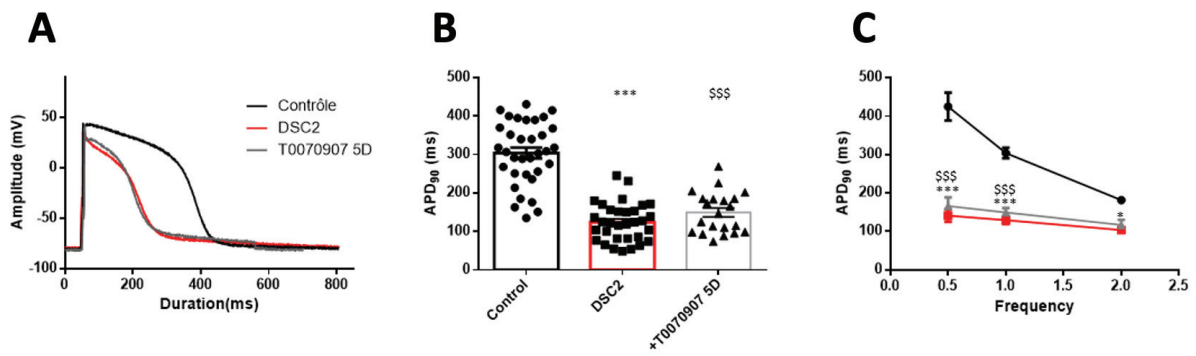 A
Amplitude (mV)
50
0
-50
-100
0
200
400
600
800
Duration(ms)
Contrôle
DSC2
T0070907 5D
B
APD90 (ms)
500
400
300
200
100
0
***
$$$
Control
DSC2
+T0070907 5D
C
APD90 (ms)
500
400
300
200
100
0
$$$
***
$$$
***
*
0.0
0.5
1.0
1.5
2.0
2.5
Frequency